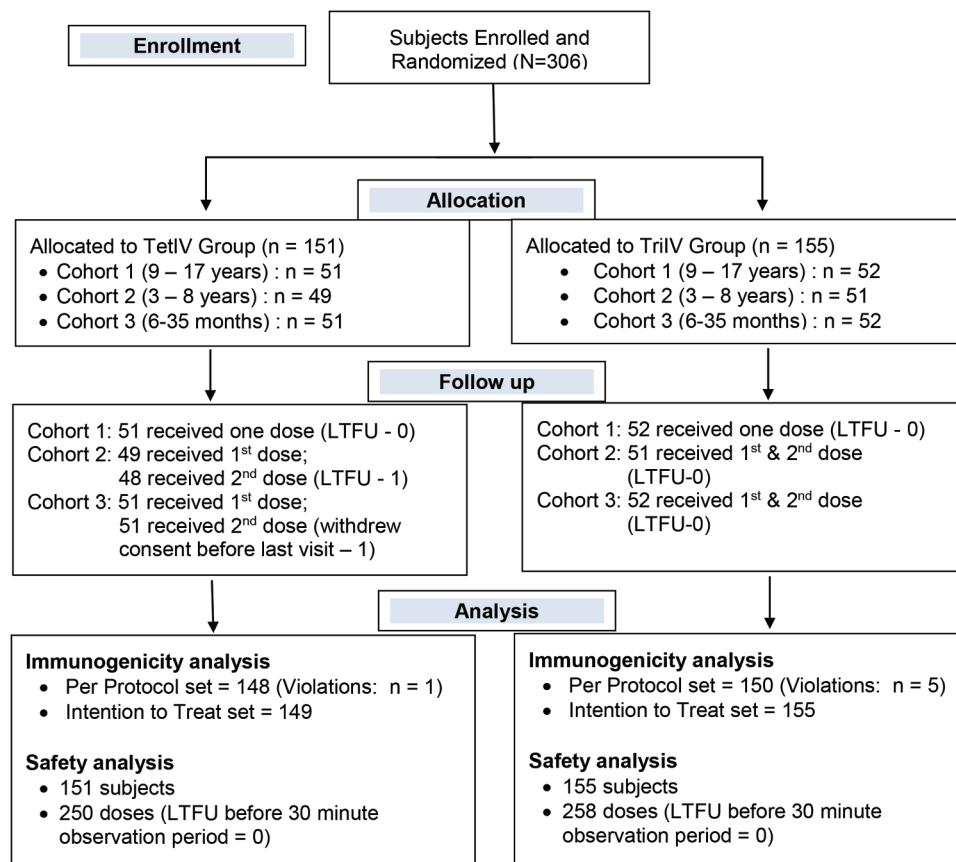 Enrollment
Subjects Enrolled and
Randomized (N=306)
Allocation
Allocated to TetIV Group (n = 151)
• Cohort 1 (9 – 17 years) : n = 51
• Cohort 2 (3 – 8 years) : n = 49
• Cohort 3 (6-35 months) : n = 51
Allocated to TriIV Group (n = 155)
• Cohort 1 (9 – 17 years) : n = 52
• Cohort 2 (3 – 8 years) : n = 51
• Cohort 3 (6-35 months) : n = 52
Follow up
Cohort 1: 51 received one dose (LTFU - 0)
Cohort 2: 49 received 1st dose;
48 received 2nd dose (LTFU - 1)
Cohort 3: 51 received 1st dose;
51 received 2nd dose (withdrew
consent before last visit – 1)
Cohort 1: 52 received one dose (LTFU - 0)
Cohort 2: 51 received 1st & 2nd dose
(LTFU-0)
Cohort 3: 52 received 1st & 2nd dose
(LTFU-0)
Analysis
Immunogenicity analysis
• Per Protocol set = 148 (Violations: n = 1)
• Intention to Treat set = 149
Safety analysis
• 151 subjects
• 250 doses (LTFU before 30 minute
observation period = 0)
Immunogenicity analysis
• Per Protocol set = 150 (Violations: n = 5)
• Intention to Treat set = 155
Safety analysis
• 155 subjects
• 258 doses (LTFU before 30 minute
observation period = 0)